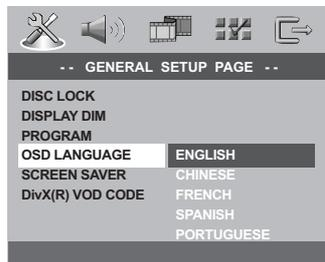 -- GENERAL SETUP PAGE --
DISC LOCK
DISPLAY DIM
PROGRAM
OSD LANGUAGE ENGLISH
SCREEN SAVER CHINESE
DivX(R) VOD CODE FRENCH
SPANISH
PORTUGUESE